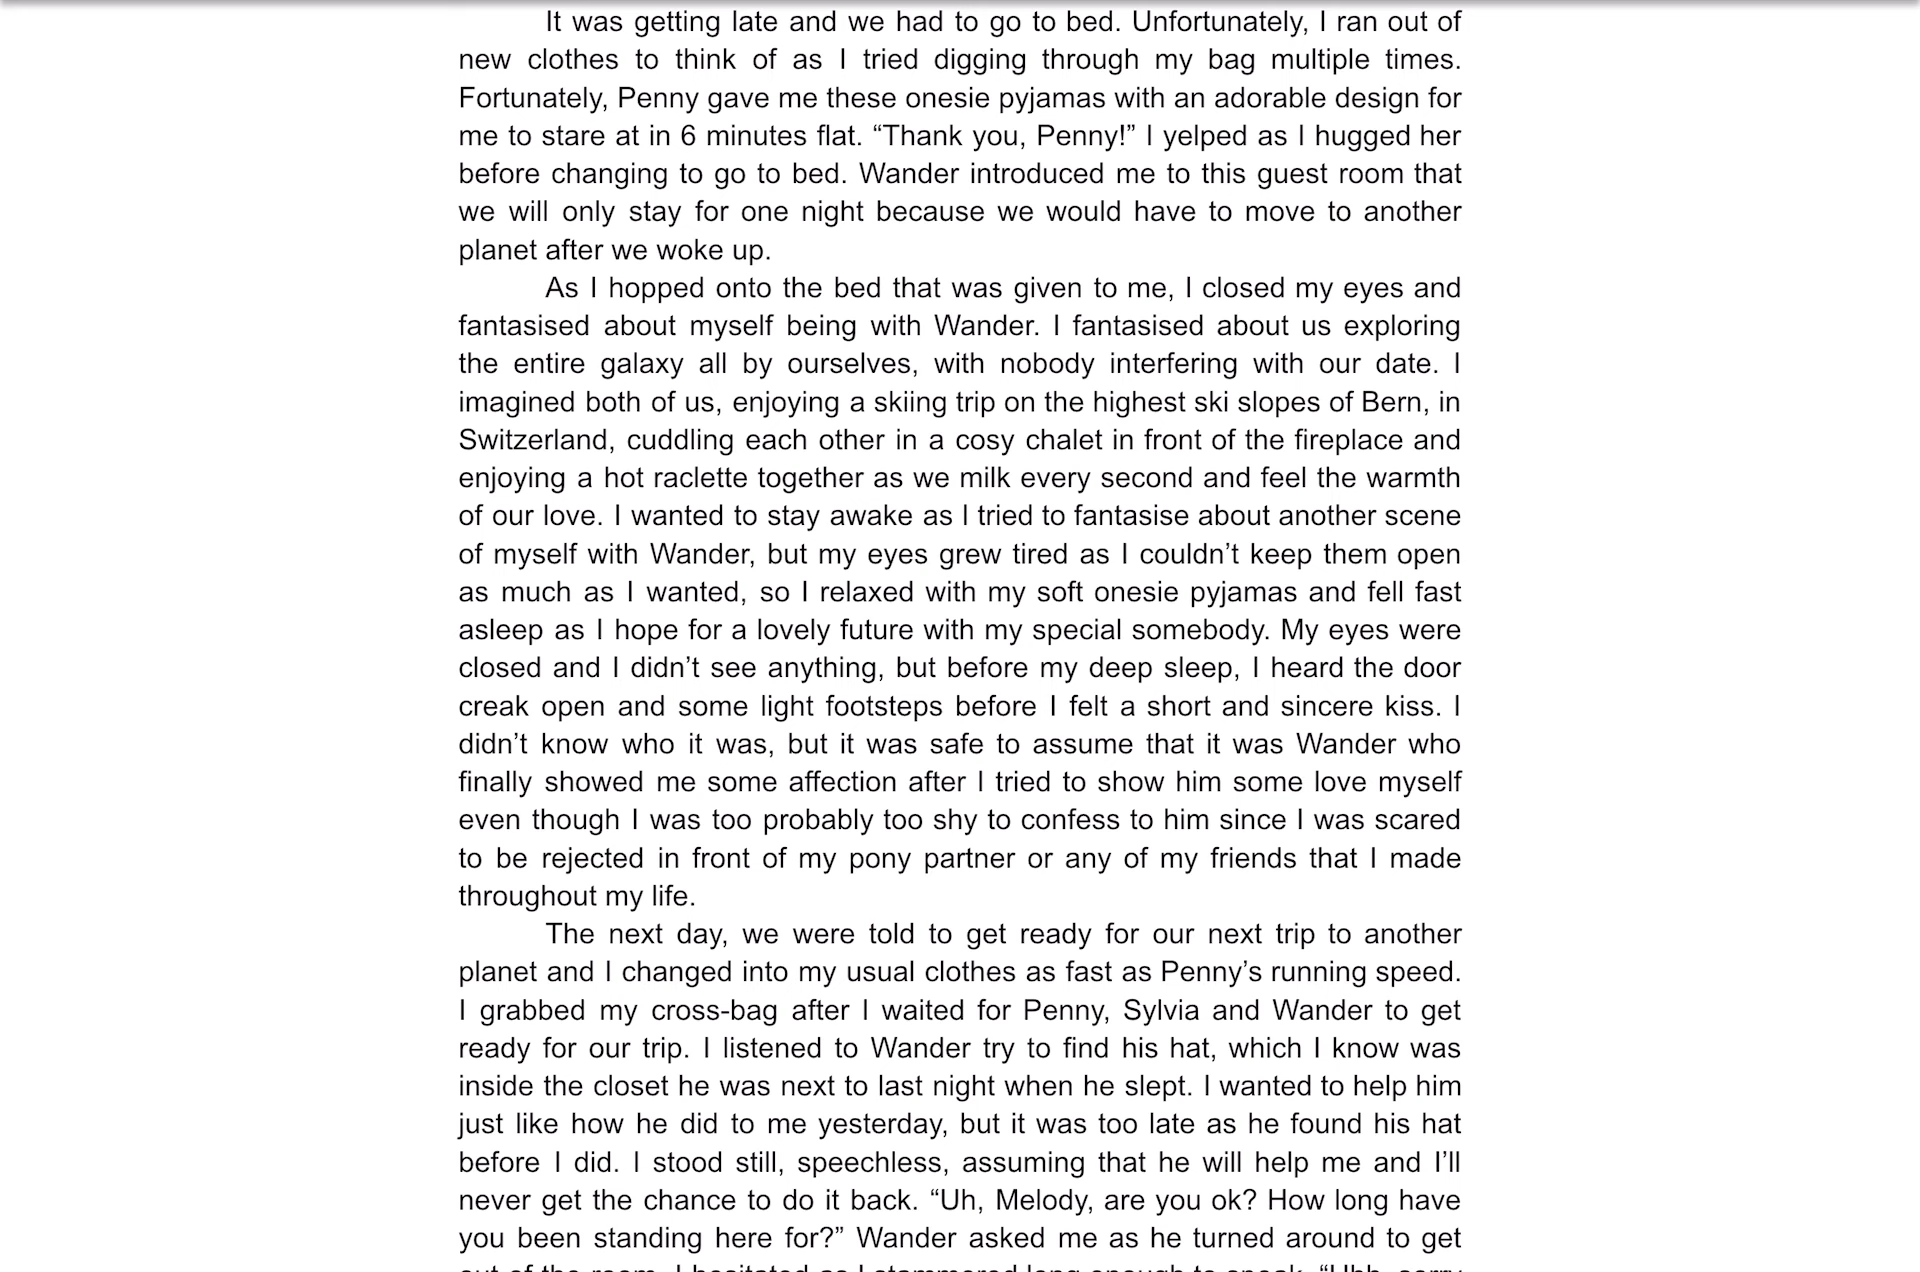 It was getting late and we had to go to bed. Unfortunately, I ran out of
new clothes to think of as I tried digging through my bag multiple times.
Fortunately, Penny gave me these onesie pyjamas with an adorable design for
me to stare at in 6 minutes flat. “Thank you, Penny!” I yelped as I hugged her
before changing to go to bed. Wander introduced me to this guest room that
we will only stay for one night because we would have to move to another
planet after we woke up.
As I hopped onto the bed that was given to me, I closed my eyes and
fantasised about myself being with Wander. I fantasised about us exploring
the entire galaxy all by ourselves, with nobody interfering with our date. I
imagined both of us, enjoying a skiing trip on the highest ski slopes of Bern, in
Switzerland, cuddling each other in a cosy chalet in front of the fireplace and
enjoying a hot raclette together as we milk every second and feel the warmth
of our love. I wanted to stay awake as I tried to fantasise about another scene
of myself with Wander, but my eyes grew tired as I couldn’t keep them open
as much as I wanted, so I relaxed with my soft onesie pyjamas and fell fast
asleep as I hope for a lovely future with my special somebody. My eyes were
closed and I didn’t see anything, but before my deep sleep, I heard the door
creak open and some light footsteps before I felt a short and sincere kiss. I
didn’t know who it was, but it was safe to assume that it was Wander who
finally showed me some affection after I tried to show him some love myself
even though I was too probably too shy to confess to him since I was scared
to be rejected in front of my pony partner or any of my friends that I made
throughout my life.
The next day, we were told to get ready for our next trip to another
planet and I changed into my usual clothes as fast as Penny’s running speed.
I grabbed my cross-bag after I waited for Penny, Sylvia and Wander to get
ready for our trip. I listened to Wander try to find his hat, which I know was
inside the closet he was next to last night when he slept. I wanted to help him
just like how he did to me yesterday, but it was too late as he found his hat
before I did. I stood still, speechless, assuming that he will help me and I’ll
never get the chance to do it back. “Uh, Melody, are you ok? How long have
you been standing here for?” Wander asked me as he turned around to get
out of the room. I hesitated as I stammered long enough to speak. “Uhh, sorry